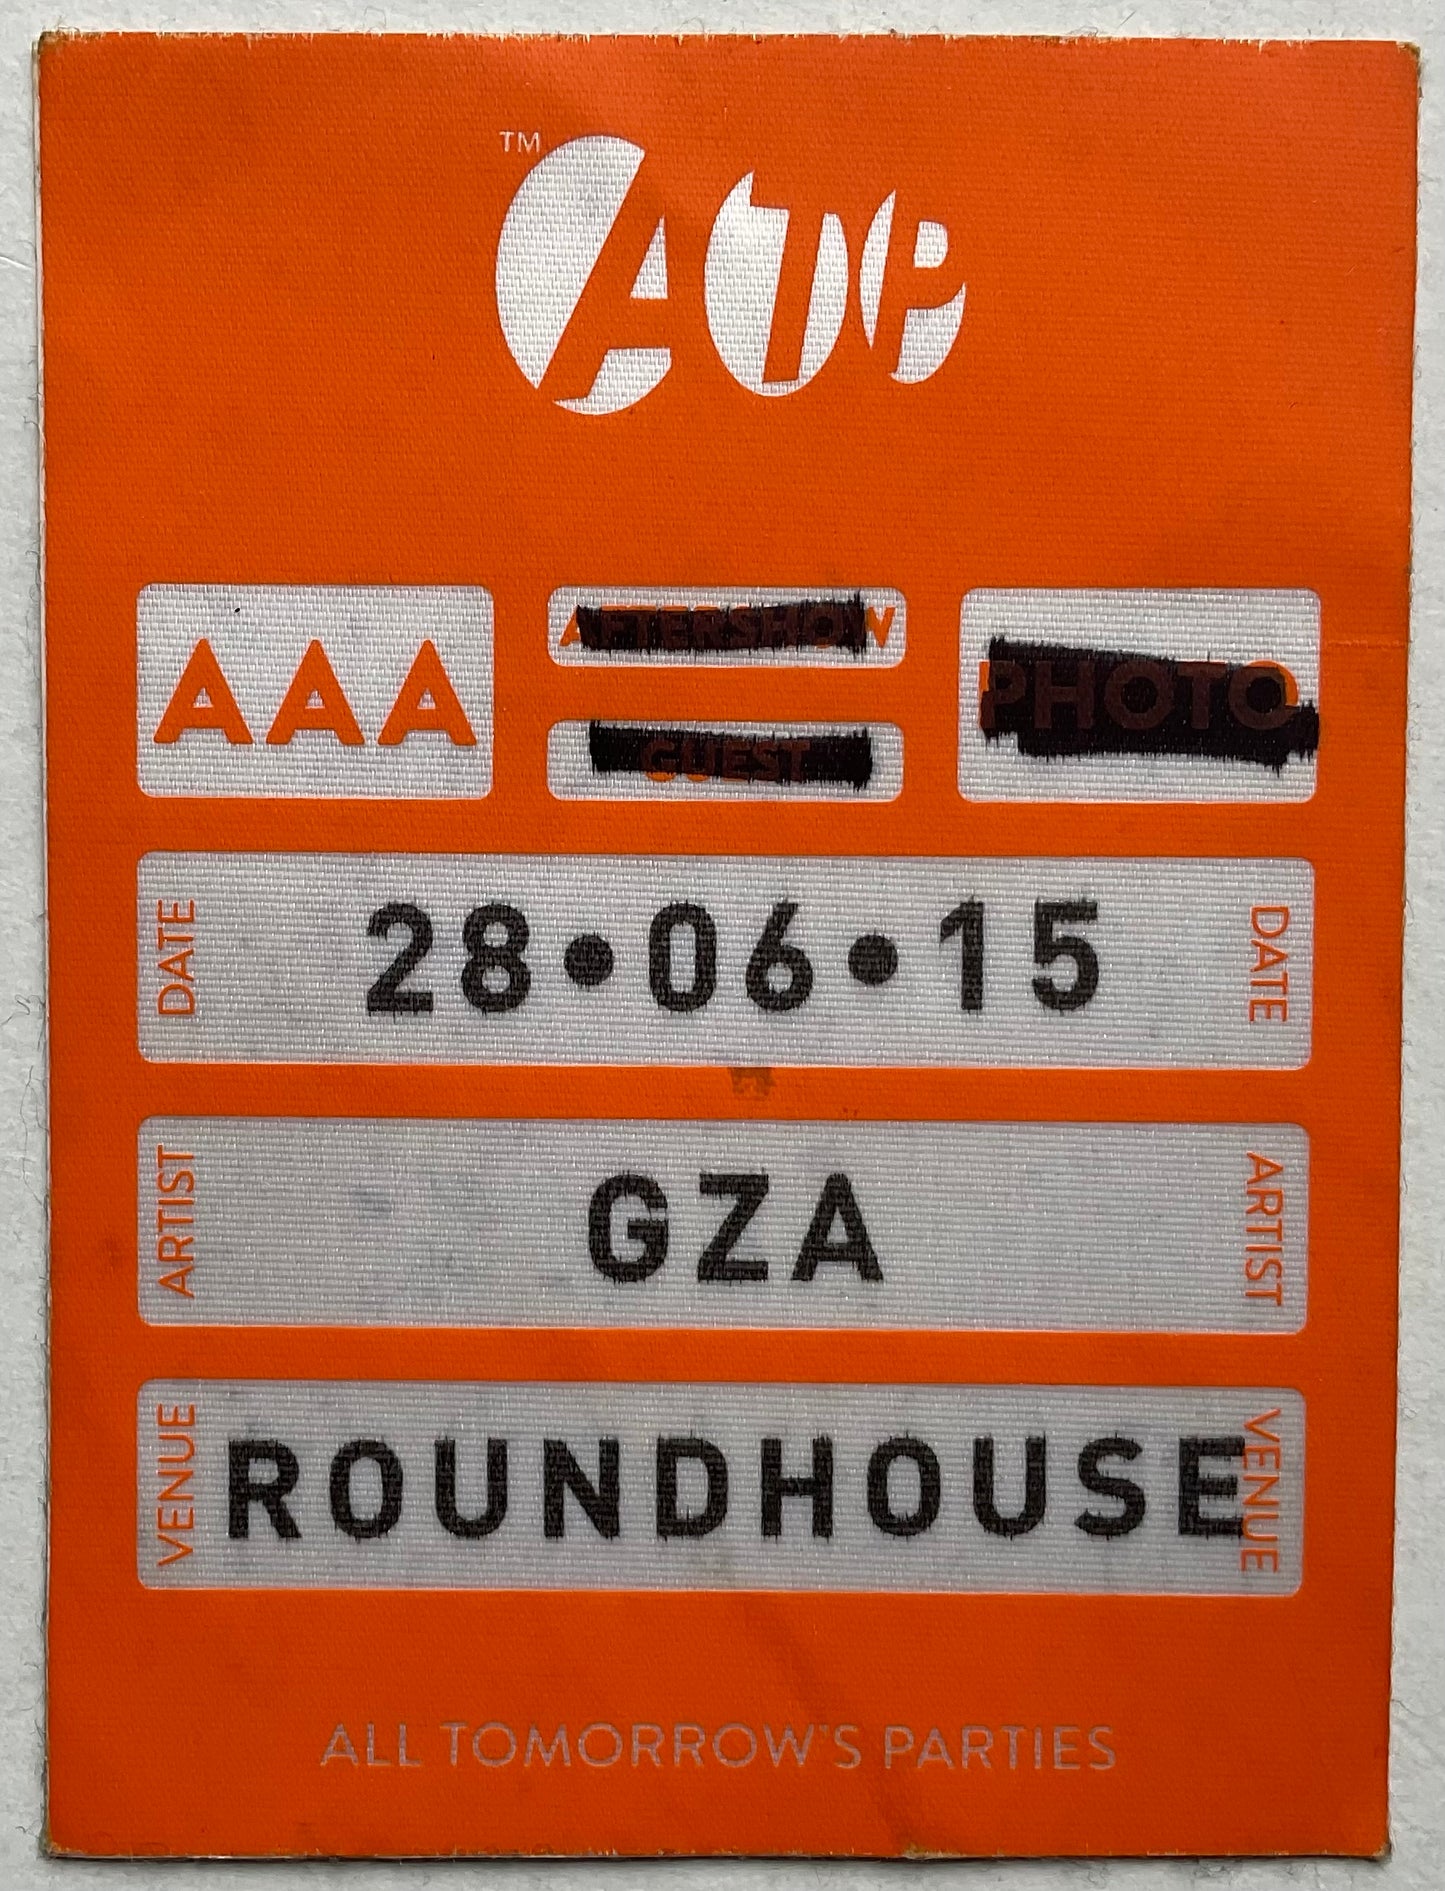 TM
ATP
AAA
AFTERSHOW
GUEST
PHOTO
DATE 28•06•15 DATE
ARTIST GZA ARTIST
VENUE ROUNDHOUSE VENUE
ALL TOMORROW'S PARTIES